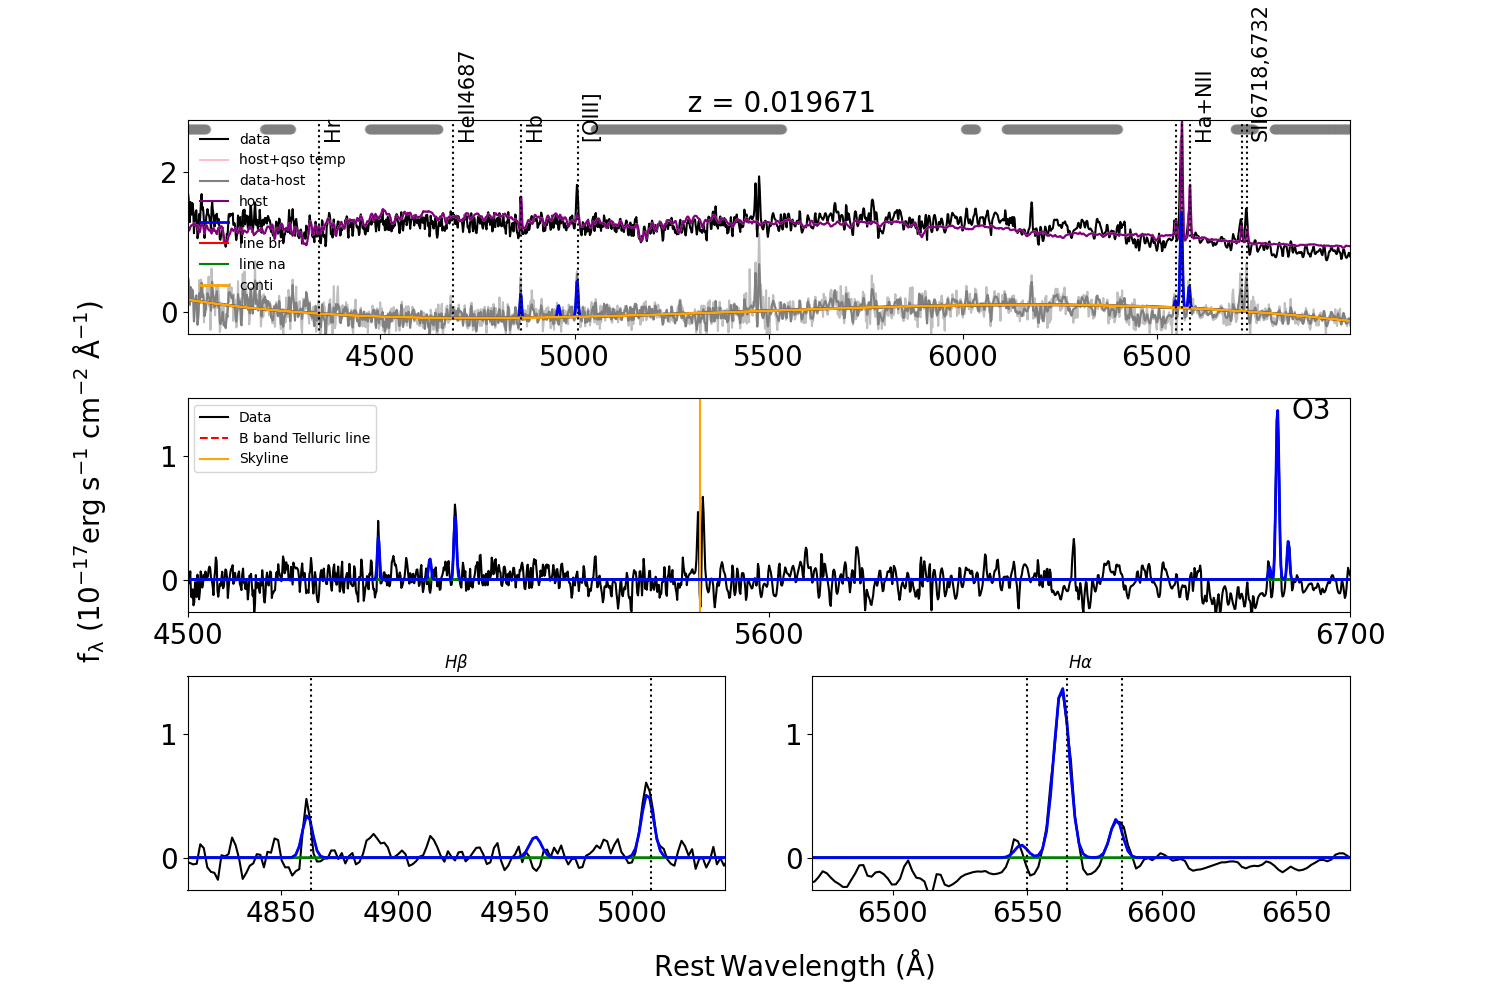 z = 0.019671
Hr
HeII4687
Hb
[OIII]
Ha+NII
SII6718,6732
data
host+qso temp
data-host
host
line br
line na
conti
2
0
4500 5000 5500 6000 6500
Data
B band Telluric line
Skyline
O3
1
0
4500 5600 6700
fλ (10⁻¹⁷erg s⁻¹ cm⁻² Å⁻¹)
Hβ
1
0
4850 4900 4950 5000
Hα
1
0
6500 6550 6600 6650
Rest Wavelength (Å)